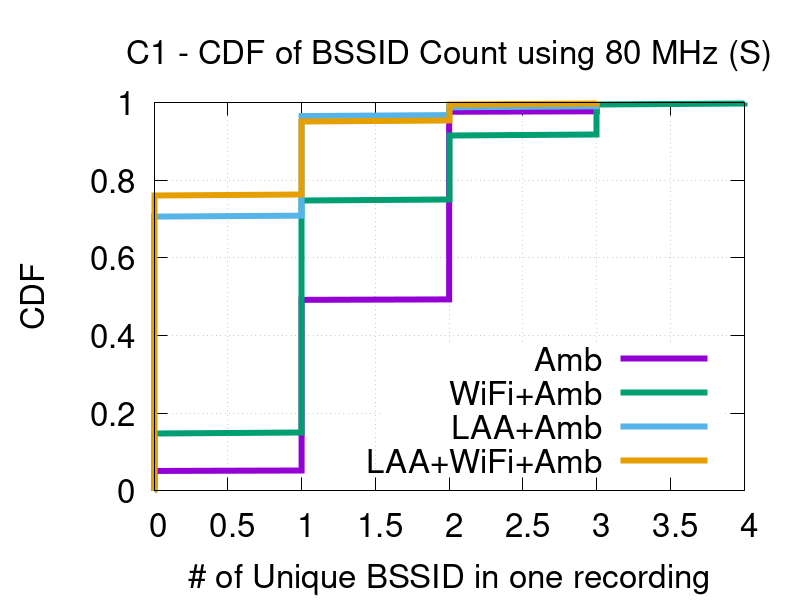 C1 - CDF of BSSID Count using 80 MHz (S)
1
0.8
0.6
0.4
0.2
0
CDF
Amb
WiFi+Amb
LAA+Amb
LAA+WiFi+Amb
0 0.5 1 1.5 2 2.5 3 3.5 4
# of Unique BSSID in one recording